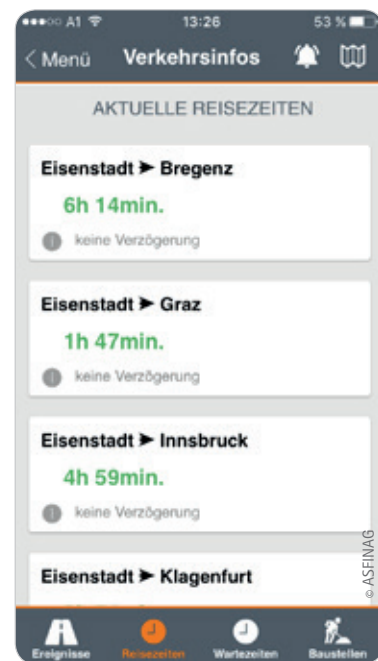 A1 13:26 53 %
< Menü Verkehrsinfos
AKTUELLE REISEZEITEN
Eisenstadt ➤ Bregenz
6h 14min.
keine Verzögerung
Eisenstadt ➤ Graz
1h 47min.
keine Verzögerung
Eisenstadt ➤ Innsbruck
4h 59min.
keine Verzögerung
Eisenstadt ➤ Klagenfurt
© ASFINAG
Ereignisse Reisezeiten Wartezeiten Baustellen